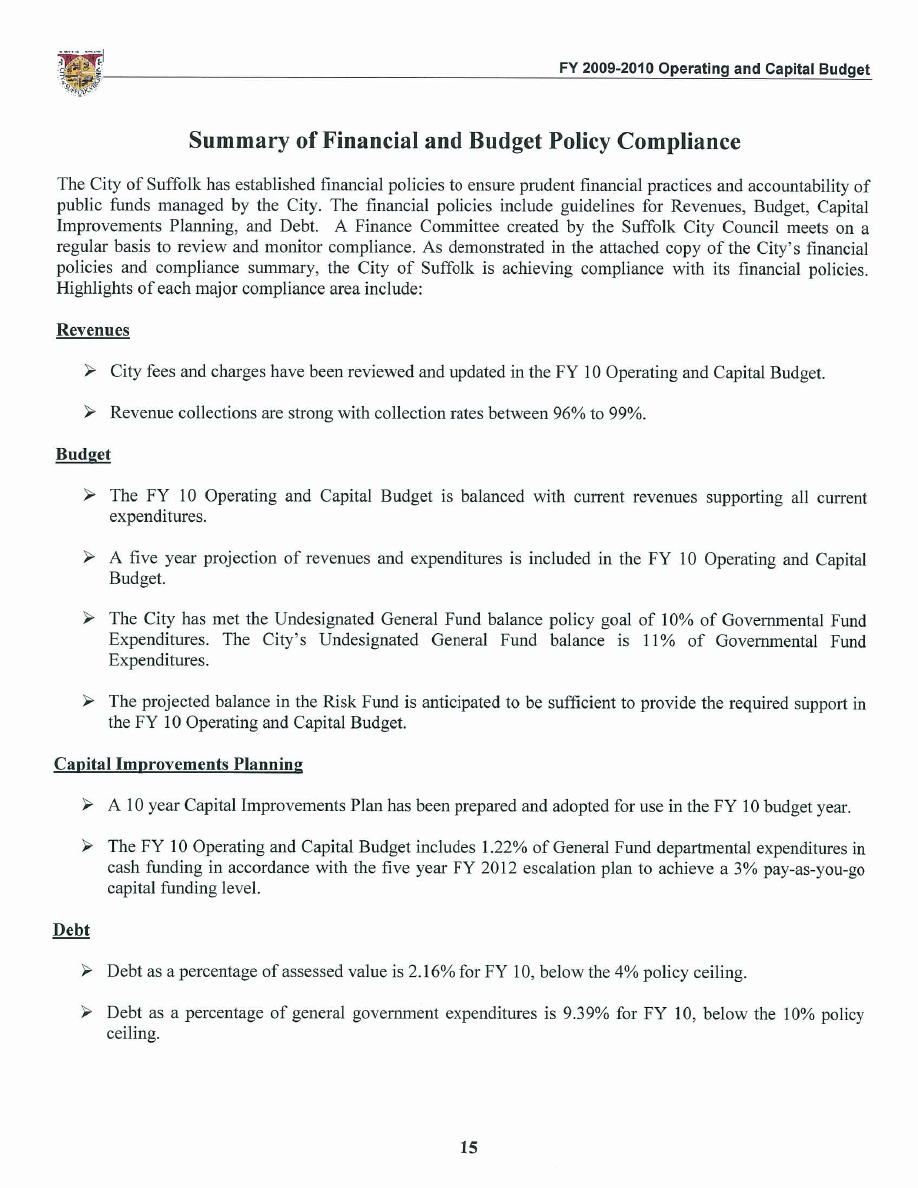 FY 2009-2010 Operating and Capital Budget
Summary of Financial and Budget Policy Compliance
The City of Suffolk has established financial policies to ensure prudent financial practices and accountability of
public funds managed by the City. The financial policies include guidelines for Revenues, Budget, Capital
Improvements Planning, and Debt. A Finance Committee created by the Suffolk City Council meets on a
regular basis to review and monitor compliance. As demonstrated in the attached copy of the City's financial
policies and compliance summary, the City of Suffolk is achieving compliance with its financial policies.
Highlights of each major compliance area include:
Revenues
➢ City fees and charges have been reviewed and updated in the FY 10 Operating and Capital Budget.
➢ Revenue collections are strong with collection rates between 96% to 99%.
Budget
➢ The FY 10 Operating and Capital Budget is balanced with current revenues supporting all current
expenditures.
➢ A five year projection of revenues and expenditures is included in the FY 10 Operating and Capital
Budget.
➢ The City has met the Undesignated General Fund balance policy goal of 10% of Governmental Fund
Expenditures. The City's Undesignated General Fund balance is 11% of Governmental Fund
Expenditures.
➢ The projected balance in the Risk Fund is anticipated to be sufficient to provide the required support in
the FY 10 Operating and Capital Budget.
Capital Improvements Planning
➢ A 10 year Capital Improvements Plan has been prepared and adopted for use in the FY 10 budget year.
➢ The FY 10 Operating and Capital Budget includes 1.22% of General Fund departmental expenditures in
cash funding in accordance with the five year FY 2012 escalation plan to achieve a 3% pay-as-you-go
capital funding level.
Debt
➢ Debt as a percentage of assessed value is 2.16% for FY 10, below the 4% policy ceiling.
➢ Debt as a percentage of general government expenditures is 9.39% for FY 10, below the 10% policy
ceiling.
15